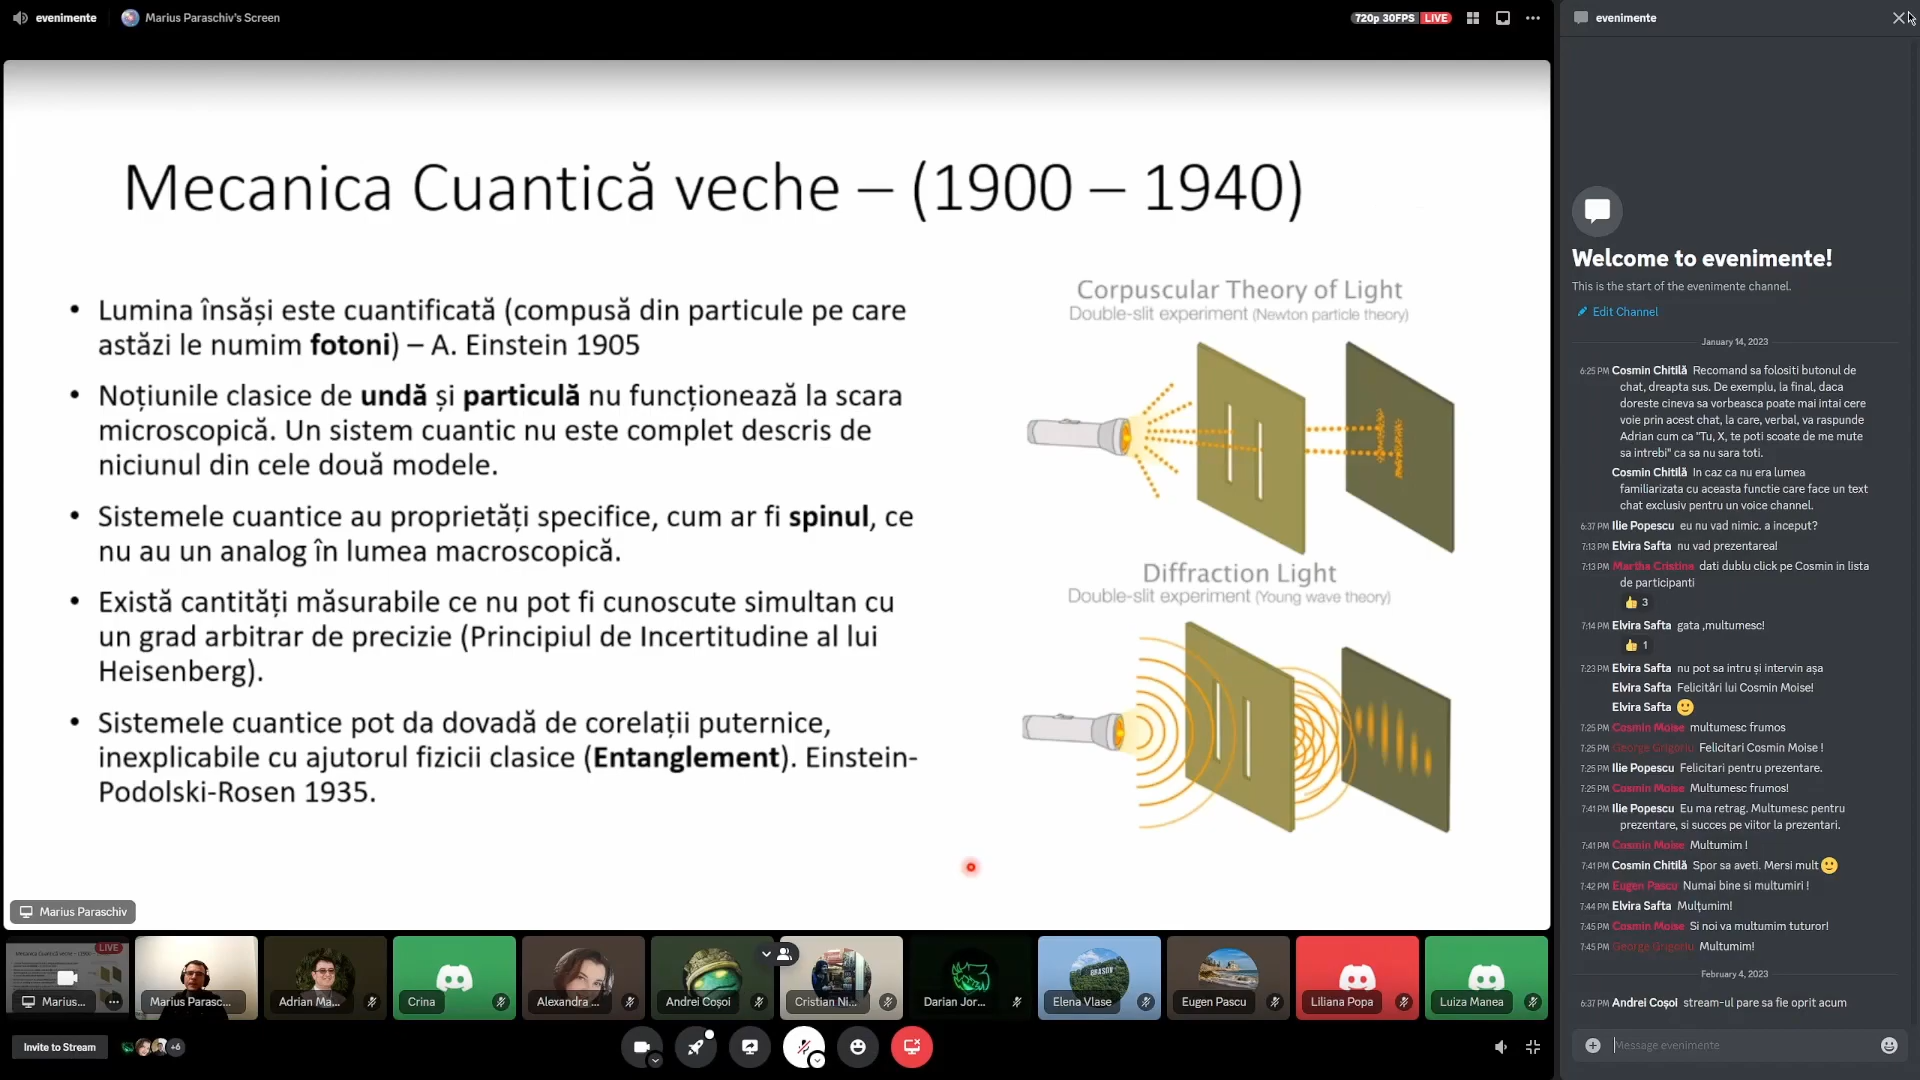 evenimente
Marius Paraschiv's Screen
720p 30FPS LIVE
Mecanica Cuantică veche – (1900 – 1940)
• Lumina însăși este cuantificată (compusă din particule pe care
astăzi le numim fotoni) – A. Einstein 1905
• Noțiunile clasice de undă și particulă nu funcționează la scara
microscopică. Un sistem cuantic nu este complet descris de
niciunul din cele două modele.
• Sistemele cuantice au proprietăți specifice, cum ar fi spinul, ce
nu au un analog în lumea macroscopică.
• Există cantități măsurabile ce nu pot fi cunoscute simultan cu
un grad arbitrar de precizie (Principiul de Incertitudine al lui
Heisenberg).
• Sistemele cuantice pot da dovadă de corelații puternice,
inexplicabile cu ajutorul fizicii clasice (Entanglement). Einstein-
Podolski-Rosen 1935.
Corpuscular Theory of Light
Double-slit experiment (Newton particle theory)
Diffraction Light
Double-slit experiment (Young wave theory)
Marius Paraschiv
LIVE
Marius...
Marius Parasc...
Adrian Ma...
Crina
Alexandra ...
Andrei Coșoi
Cristian Ni...
Darian Jor...
Elena Vlase
Eugen Pascu
Liliana Popa
Luiza Manea
Invite to Stream
+6
evenimente
Welcome to evenimente!
This is the start of the evenimente channel.
Edit Channel
January 14, 2023
6:25 PM Cosmin Chitilă Recomand sa folositi butonul de
chat, dreapta sus. De exemplu, la final, daca
doreste cineva sa vorbeasca poate mai intai cere
voie prin acest chat, la care, verbal, va raspunde
Adrian cum ca "Tu, X, te poti scoate de me mute
sa intrebi" ca sa nu sara toti.
Cosmin Chitilă In caz ca nu era lumea
familiarizata cu aceasta functie care face un text
chat exclusiv pentru un voice channel.
6:37 PM Ilie Popescu eu nu vad nimic. a inceput?
7:13 PM Elvira Safta nu vad prezentarea!
7:13 PM Martha Cristina dati dublu click pe Cosmin in lista
de participanti
3
7:14 PM Elvira Safta gata ,multumesc!
1
7:23 PM Elvira Safta nu pot sa intru și intervin așa
Elvira Safta Felicitări lui Cosmin Moise!
Elvira Safta 🙂
7:25 PM Cosmin Moise multumesc frumos
7:25 PM George Grigoriu Felicitari Cosmin Moise !
7:25 PM Ilie Popescu Felicitari pentru prezentare.
7:25 PM Cosmin Moise Multumesc frumos!
7:41 PM Ilie Popescu Eu ma retrag. Multumesc pentru
prezentare, si succes pe viitor la prezentari.
7:41 PM Cosmin Moise Multumim !
7:41 PM Cosmin Chitilă Spor sa aveti. Mersi mult 🙂
7:42 PM Eugen Pascu Numai bine si multumiri !
7:44 PM Elvira Safta Mulțumim!
7:45 PM Cosmin Moise Si noi va multumim tuturor!
7:45 PM George Grigoriu Multumim!
February 4, 2023
6:37 PM Andrei Coșoi stream-ul pare sa fie oprit acum
Message evenimente